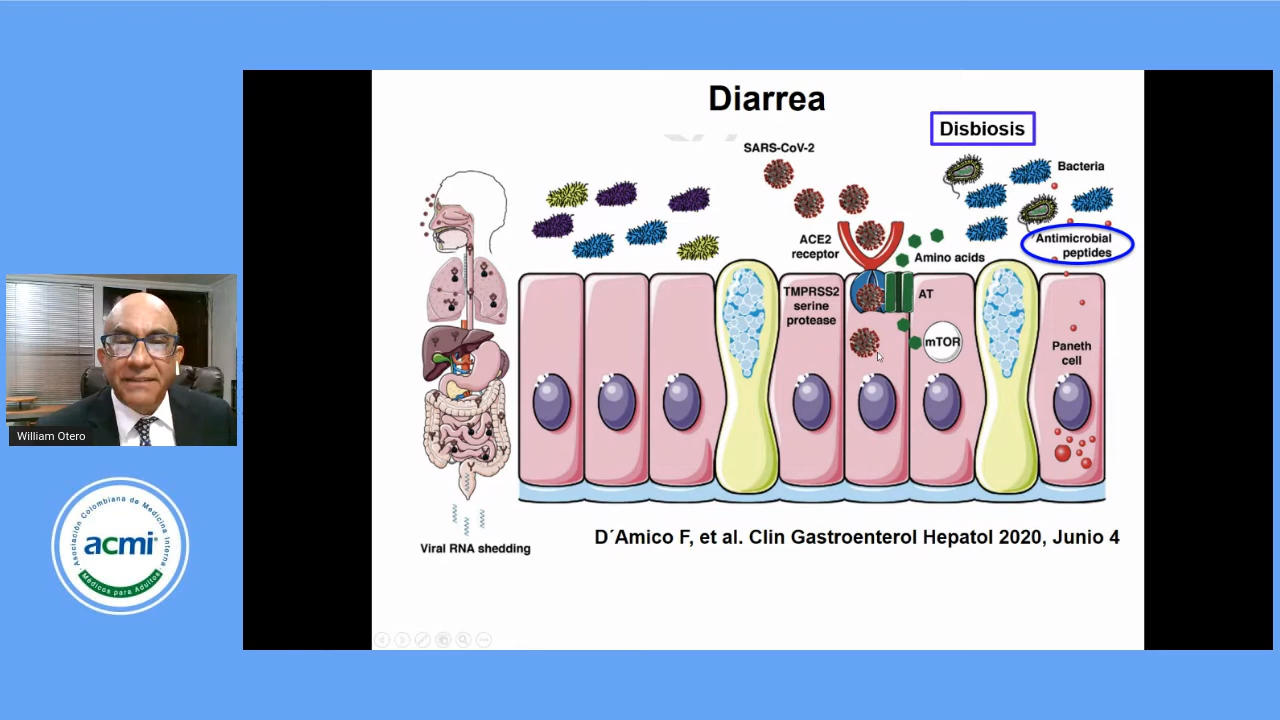 Diarrea
Disbiosis
SARS-CoV-2
Bacteria
ACE2
receptor
Antimicrobial
peptides
Amino acids
TMPRSS2
serine
protease
AT
mTOR
Paneth
cell
Viral RNA shedding
D´Amico F, et al. Clin Gastroenterol Hepatol 2020, Junio 4
William Otero
Asociación Colombiana de Medicina Interna
acmi
Médicos para Adultos